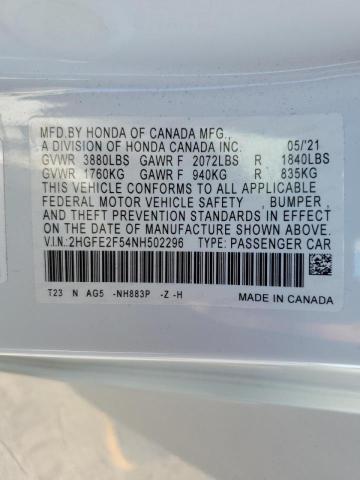 MFD.BY HONDA OF CANADA MFG.,
A DIVISION OF HONDA CANADA INC. 05/'21
GVWR 3880LBS GAWR F 2072LBS R 1840LBS
GVWR 1760KG GAWR F 940KG R 835KG
THIS VEHICLE CONFORMS TO ALL APPLICABLE
FEDERAL MOTOR VEHICLE SAFETY , BUMPER ,
AND THEFT PREVENTION STANDARDS IN EFFECT
ON THE DATE OF MANUFACTURE SHOWN ABOVE.
V.I.N.:2HGFE2F54NH502296 TYPE: PASSENGER CAR
T23 N AG5 -NH883P -Z -H
MADE IN CANADA